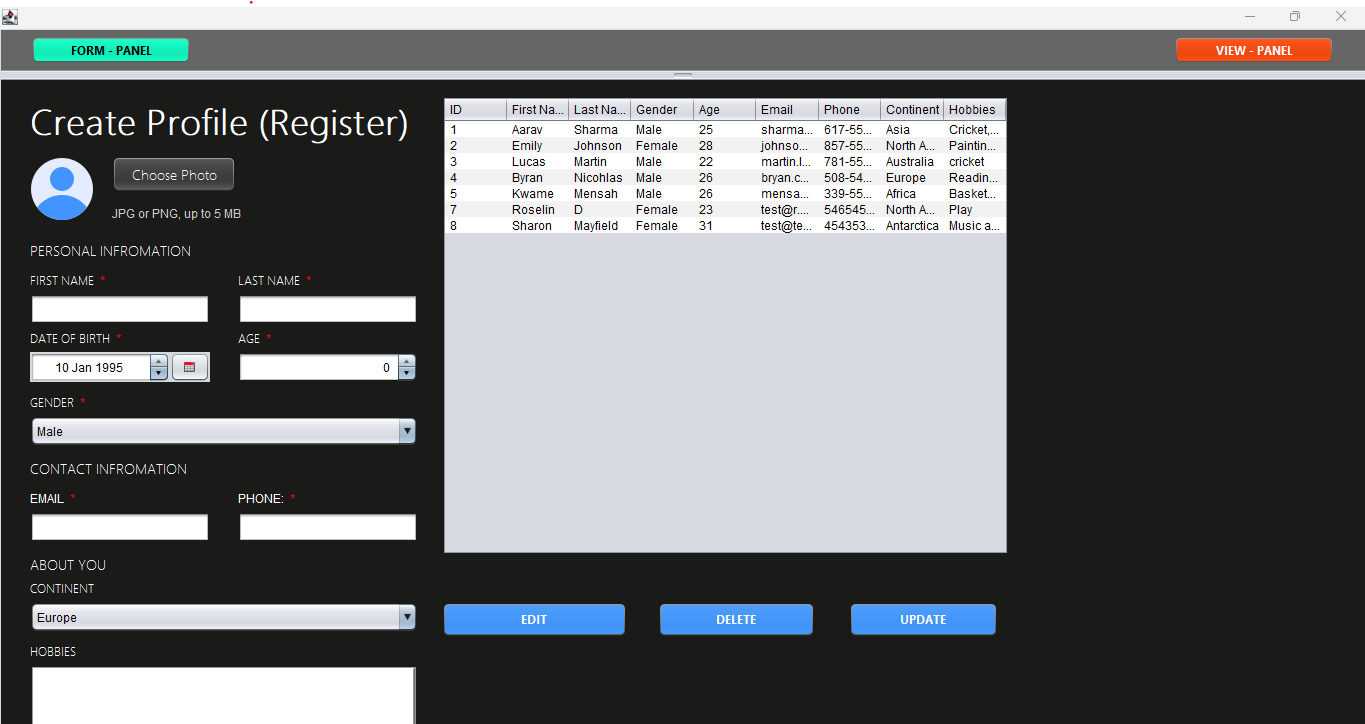 FORM - PANEL
VIEW - PANEL
Create Profile (Register)
Choose Photo
JPG or PNG, up to 5 MB
PERSONAL INFROMATION
FIRST NAME *
LAST NAME *
DATE OF BIRTH *
AGE *
10 Jan 1995
0
GENDER *
Male
CONTACT INFROMATION
EMAIL *
PHONE: *
ABOUT YOU
CONTINENT
Europe
HOBBIES
ID First Na... Last Na... Gender Age Email Phone Continent Hobbies
1 Aarav Sharma Male 25 sharma... 617-55... Asia Cricket,...
2 Emily Johnson Female 28 johnso... 857-55... North A... Paintin...
3 Lucas Martin Male 22 martin.l... 781-55... Australia cricket
4 Byran Nicohlas Male 26 bryan.c... 508-54... Europe Readin...
5 Kwame Mensah Male 26 mensa... 339-55... Africa Basket...
7 Roselin D Female 23 test@r.... 546545... North A... Play
8 Sharon Mayfield Female 31 test@te... 454353... Antarctica Music a...
EDIT
DELETE
UPDATE